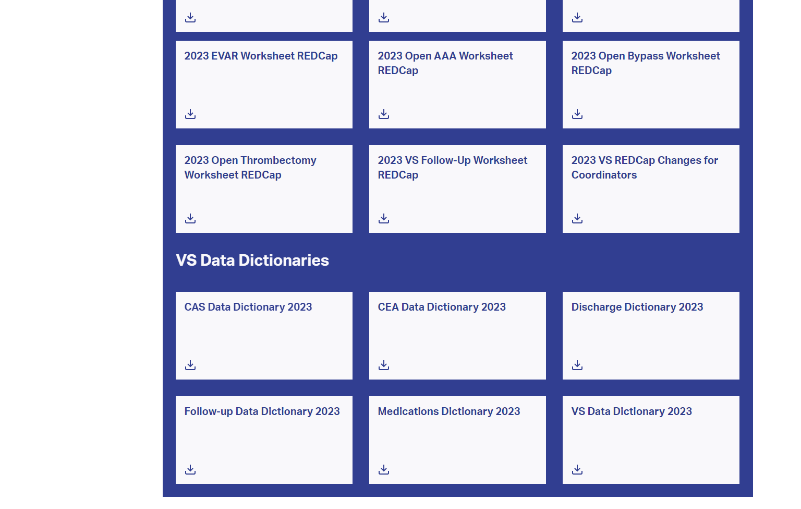 2023 EVAR Worksheet REDCap
2023 Open AAA Worksheet
REDCap
2023 Open Bypass Worksheet
REDCap
2023 Open Thrombectomy
Worksheet REDCap
2023 VS Follow-Up Worksheet
REDCap
2023 VS REDCap Changes for
Coordinators
VS Data Dictionaries
CAS Data Dictionary 2023
CEA Data Dictionary 2023
Discharge Dictionary 2023
Follow-up Data Dictionary 2023
Medications Dictionary 2023
VS Data Dictionary 2023